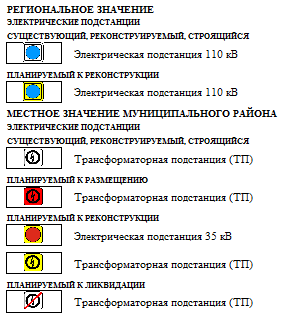 РЕГИОНАЛЬНОЕ ЗНАЧЕНИЕ
ЭЛЕКТРИЧЕСКИЕ ПОДСТАНЦИИ
СУЩЕСТВУЮЩИЙ, РЕКОНСТРУИРУЕМЫЙ, СТРОЯЩИЙСЯ
Электрическая подстанция 110 кВ
ПЛАНИРУЕМЫЙ К РЕКОНСТРУКЦИИ
Электрическая подстанция 110 кВ
МЕСТНОЕ ЗНАЧЕНИЕ МУНИЦИПАЛЬНОГО РАЙОНА
ЭЛЕКТРИЧЕСКИЕ ПОДСТАНЦИИ
СУЩЕСТВУЮЩИЙ, РЕКОНСТРУИРУЕМЫЙ, СТРОЯЩИЙСЯ
Трансформаторная подстанция (ТП)
ПЛАНИРУЕМЫЙ К РАЗМЕЩЕНИЮ
Трансформаторная подстанция (ТП)
ПЛАНИРУЕМЫЙ К РЕКОНСТРУКЦИИ
Электрическая подстанция 35 кВ
Трансформаторная подстанция (ТП)
ПЛАНИРУЕМЫЙ К ЛИКВИДАЦИИ
Трансформаторная подстанция (ТП)